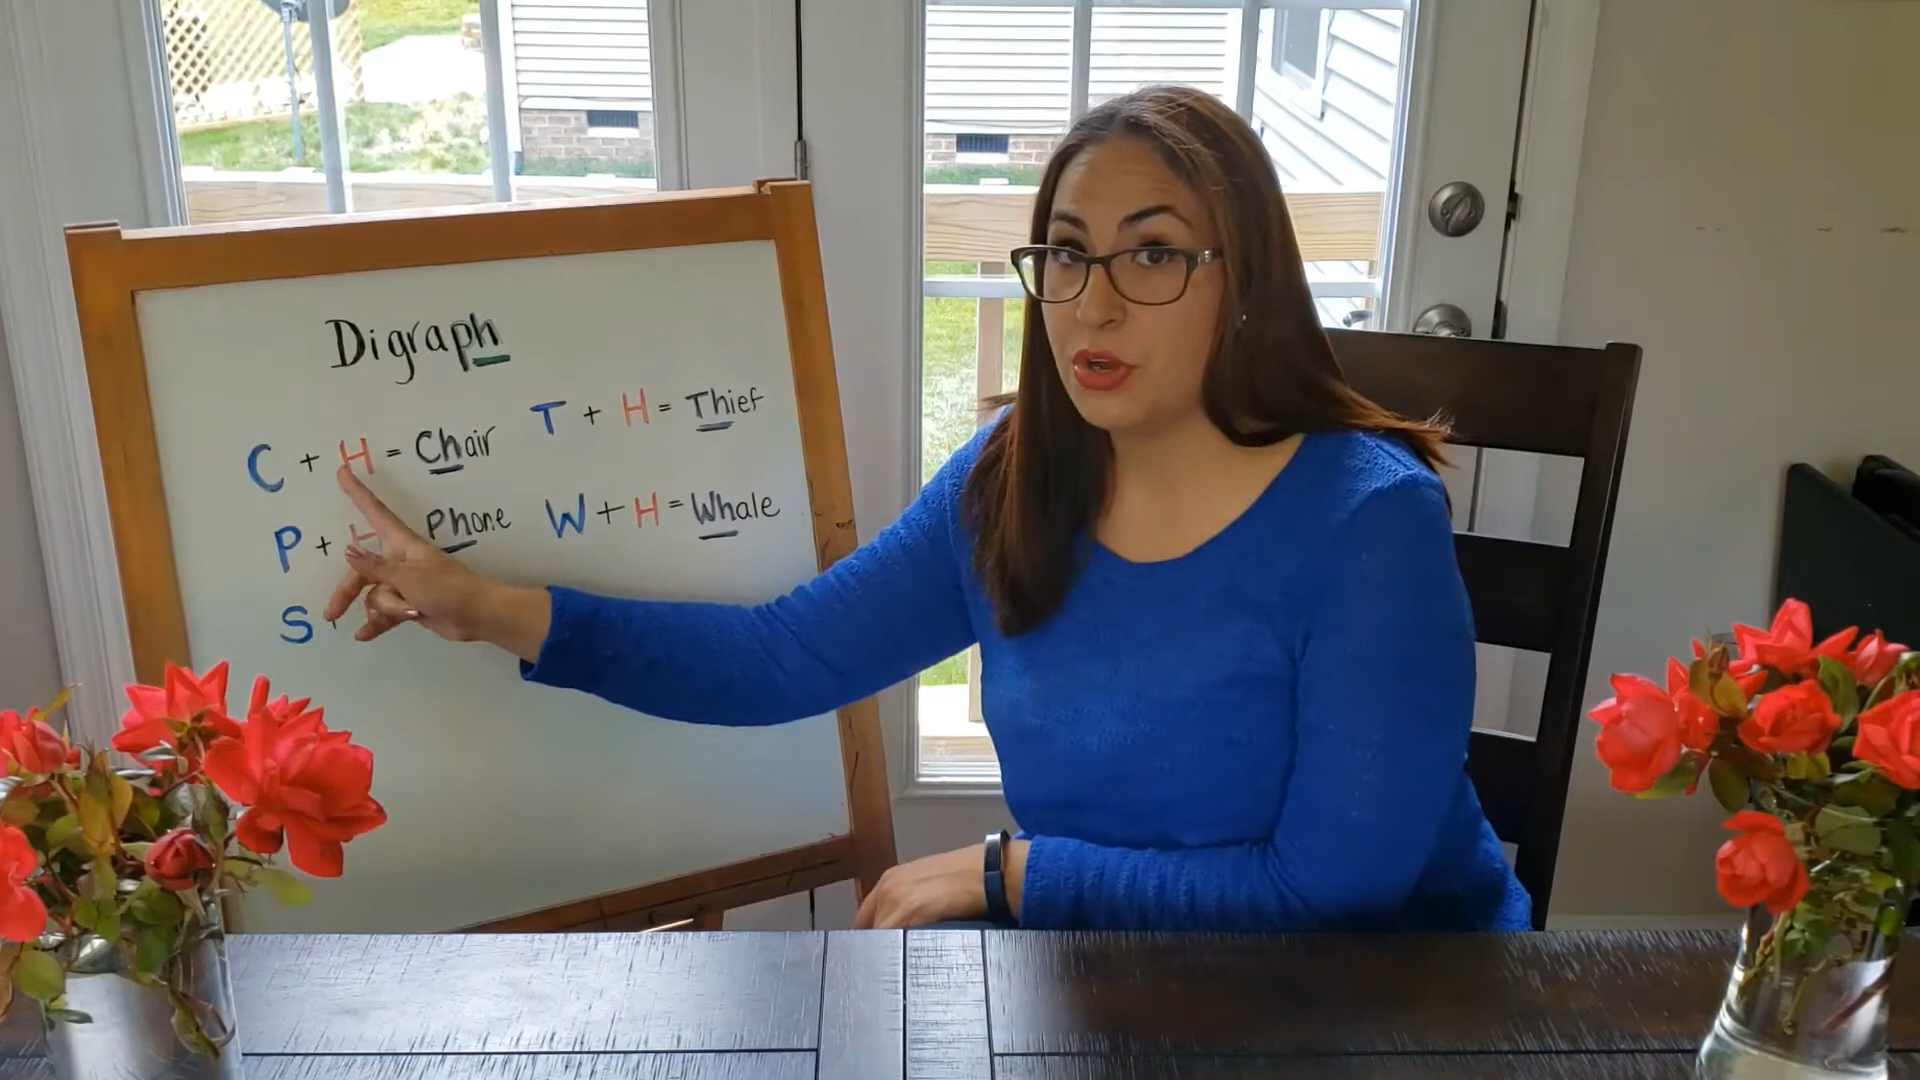 Digraph
C + H = Chair
T + H = Thief
P + H Phone
W + H = Whale
S +